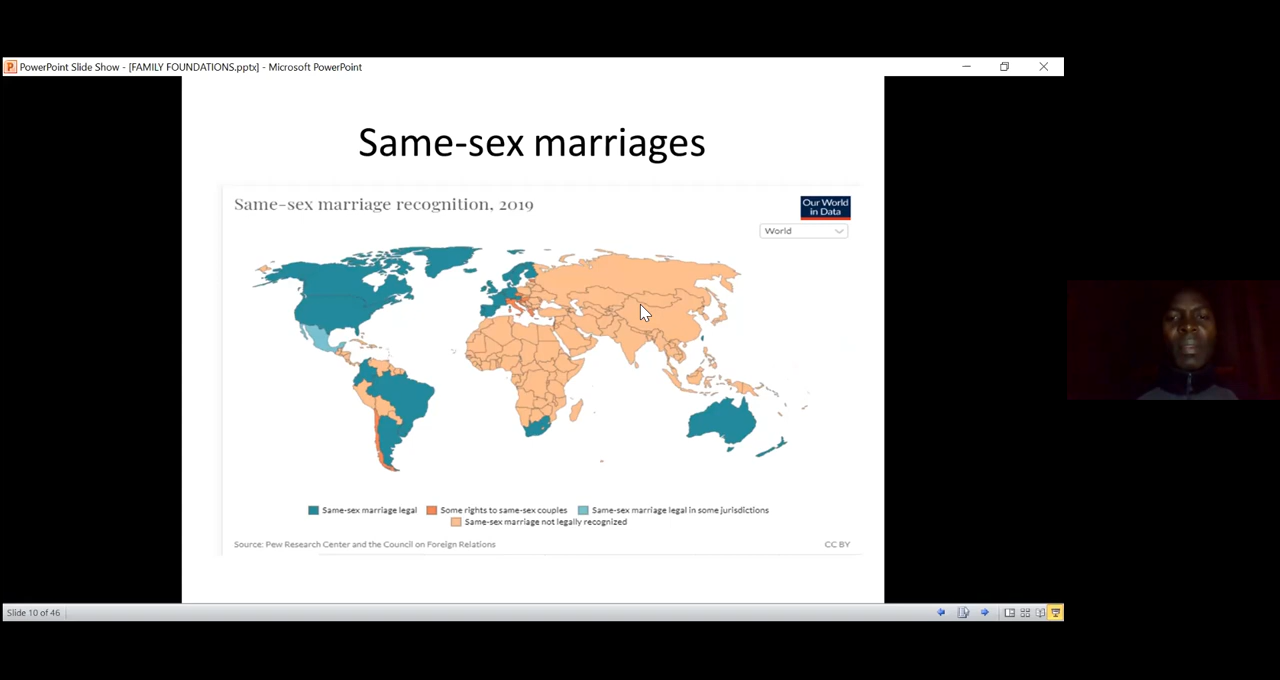 PowerPoint Slide Show - [FAMILY FOUNDATIONS.pptx] - Microsoft PowerPoint
Same-sex marriages
Same-sex marriage recognition, 2019
Our World
in Data
World
Same-sex marriage legal
Some rights to same-sex couples
Same-sex marriage legal in some jurisdictions
Same-sex marriage not legally recognized
Source: Pew Research Center and the Council on Foreign Relations
CC BY
Slide 10 of 46